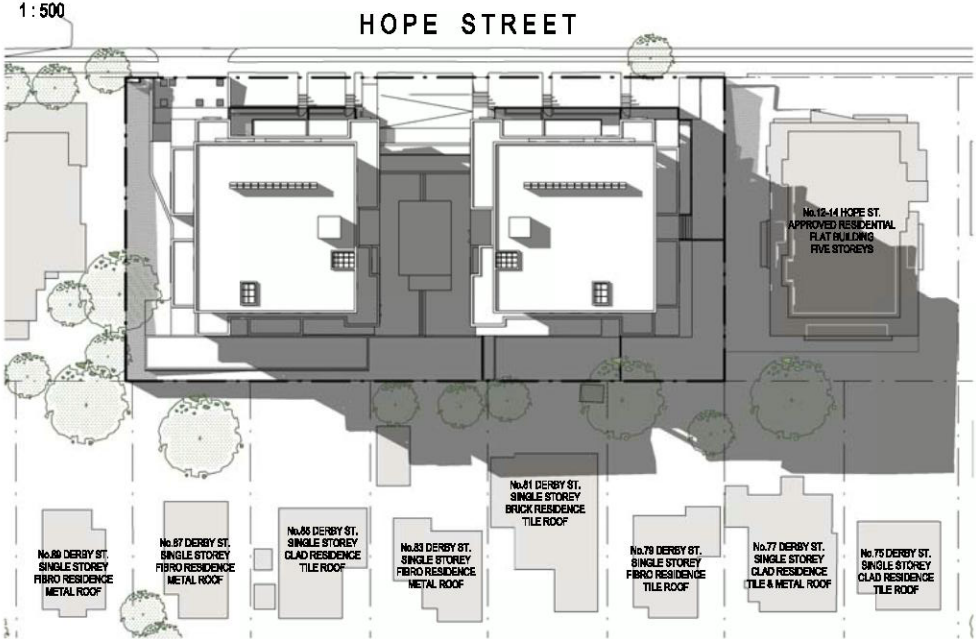 1:500
HOPE STREET
No.12-14 HOPE ST.
APPROVED RESIDENTIAL
FLAT BUILDING
FIVE STOREYS
No.89 DERBY ST.
SINGLE STOREY
FIBRO RESIDENCE
METAL ROOF
No.87 DERBY ST.
SINGLE STOREY
FIBRO RESIDENCE
METAL ROOF
No.85 DERBY ST.
SINGLE STOREY
CLAD RESIDENCE
TILE ROOF
No.83 DERBY ST.
SINGLE STOREY
FIBRO RESIDENCE
METAL ROOF
No.81 DERBY ST.
SINGLE STOREY
BRICK RESIDENCE
TILE ROOF
No.79 DERBY ST.
SINGLE STOREY
FIBRO RESIDENCE
TILE ROOF
No.77 DERBY ST.
SINGLE STOREY
CLAD RESIDENCE
TILE & METAL ROOF
No.75 DERBY ST.
SINGLE STOREY
CLAD RESIDENCE
TILE ROOF